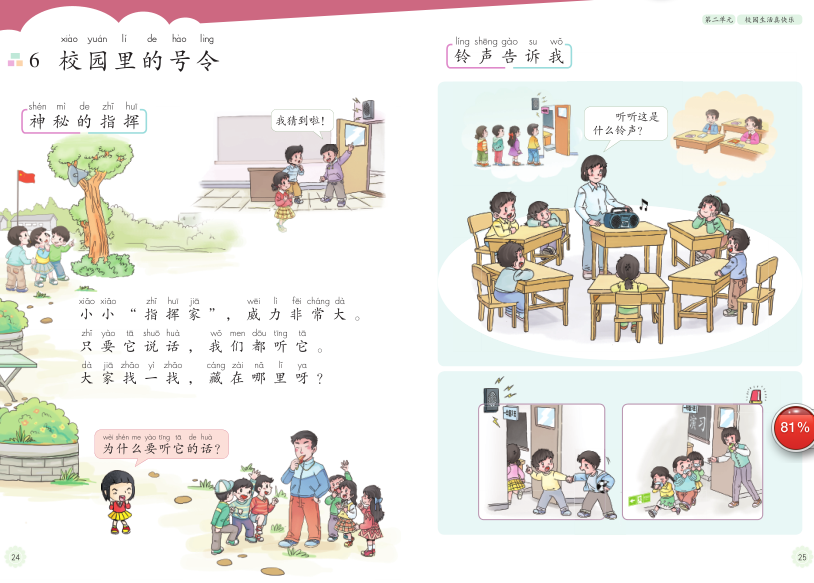 xiào yuán lǐ de hào lìng
6 校园里的号令
shén mì de zhǐ huī
神秘的指挥
我猜到啦！
xiǎo xiǎo zhǐ huī jiā wēi lì fēi cháng dà
小小“指挥家”，威力非常大。
zhǐ yào tā shuō huà wǒ men dōu tīng tā
只要它说话，我们都听它。
dà jiā zhǎo yì zhǎo cáng zài nǎ lǐ ya
大家找一找，藏在哪里呀？
wèi shén me yào tīng tā de huà
为什么要听它的话？
24
第二单元 校园生活真快乐
líng shēng gào su wǒ
铃声告诉我
听听这是
什么铃声？
演习
81%
25